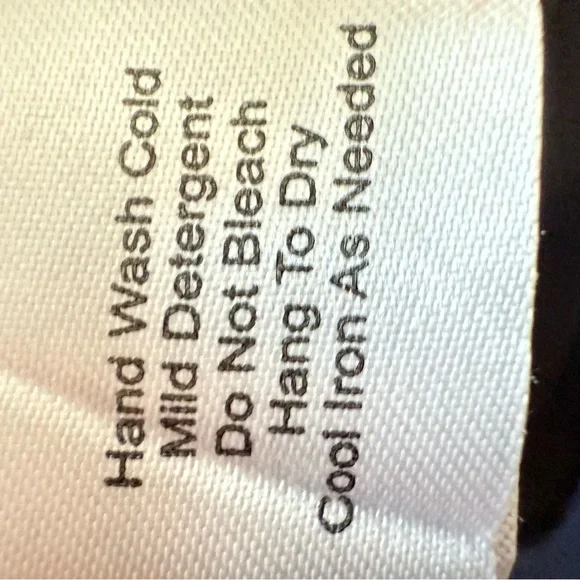 Hand Wash Cold
Mild Detergent
Do Not Bleach
Hang To Dry
Cool Iron As Needed